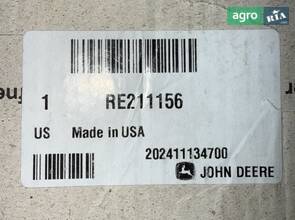 agro RIA
1 RE211156
US Made in USA
202411134700
JOHN DEERE